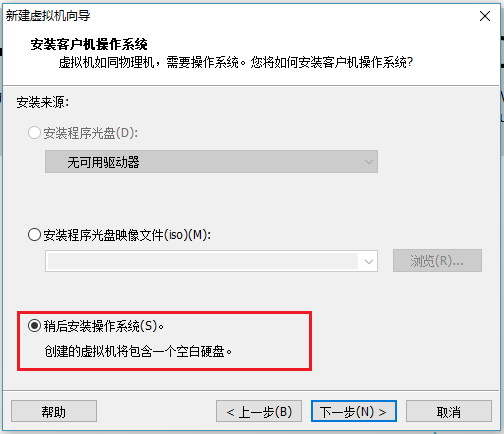 新建虚拟机向导
安装客户机操作系统
虚拟机如同物理机，需要操作系统。您将如何安装客户机操作系统?
安装来源:
安装程序光盘(D):
无可用驱动器
安装程序光盘映像文件(iso)(M):
浏览(R)...
稍后安装操作系统(S)。
创建的虚拟机将包含一个空白硬盘。
帮助
< 上一步(B)
下一步(N) >
取消